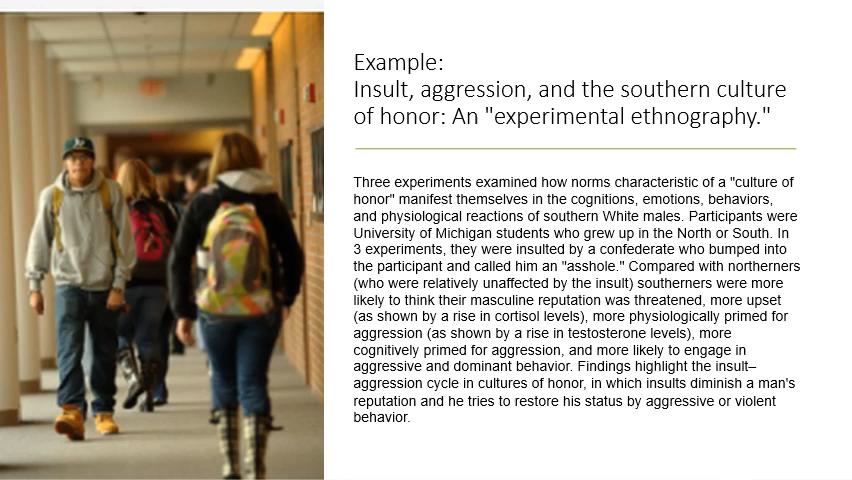 Example:
Insult, aggression, and the southern culture
of honor: An "experimental ethnography."
Three experiments examined how norms characteristic of a "culture of
honor" manifest themselves in the cognitions, emotions, behaviors,
and physiological reactions of southern White males. Participants were
University of Michigan students who grew up in the North or South. In
3 experiments, they were insulted by a confederate who bumped into
the participant and called him an "asshole." Compared with northerners
(who were relatively unaffected by the insult) southerners were more
likely to think their masculine reputation was threatened, more upset
(as shown by a rise in cortisol levels), more physiologically primed for
aggression (as shown by a rise in testosterone levels), more
cognitively primed for aggression, and more likely to engage in
aggressive and dominant behavior. Findings highlight the insult–
aggression cycle in cultures of honor, in which insults diminish a man's
reputation and he tries to restore his status by aggressive or violent
behavior.